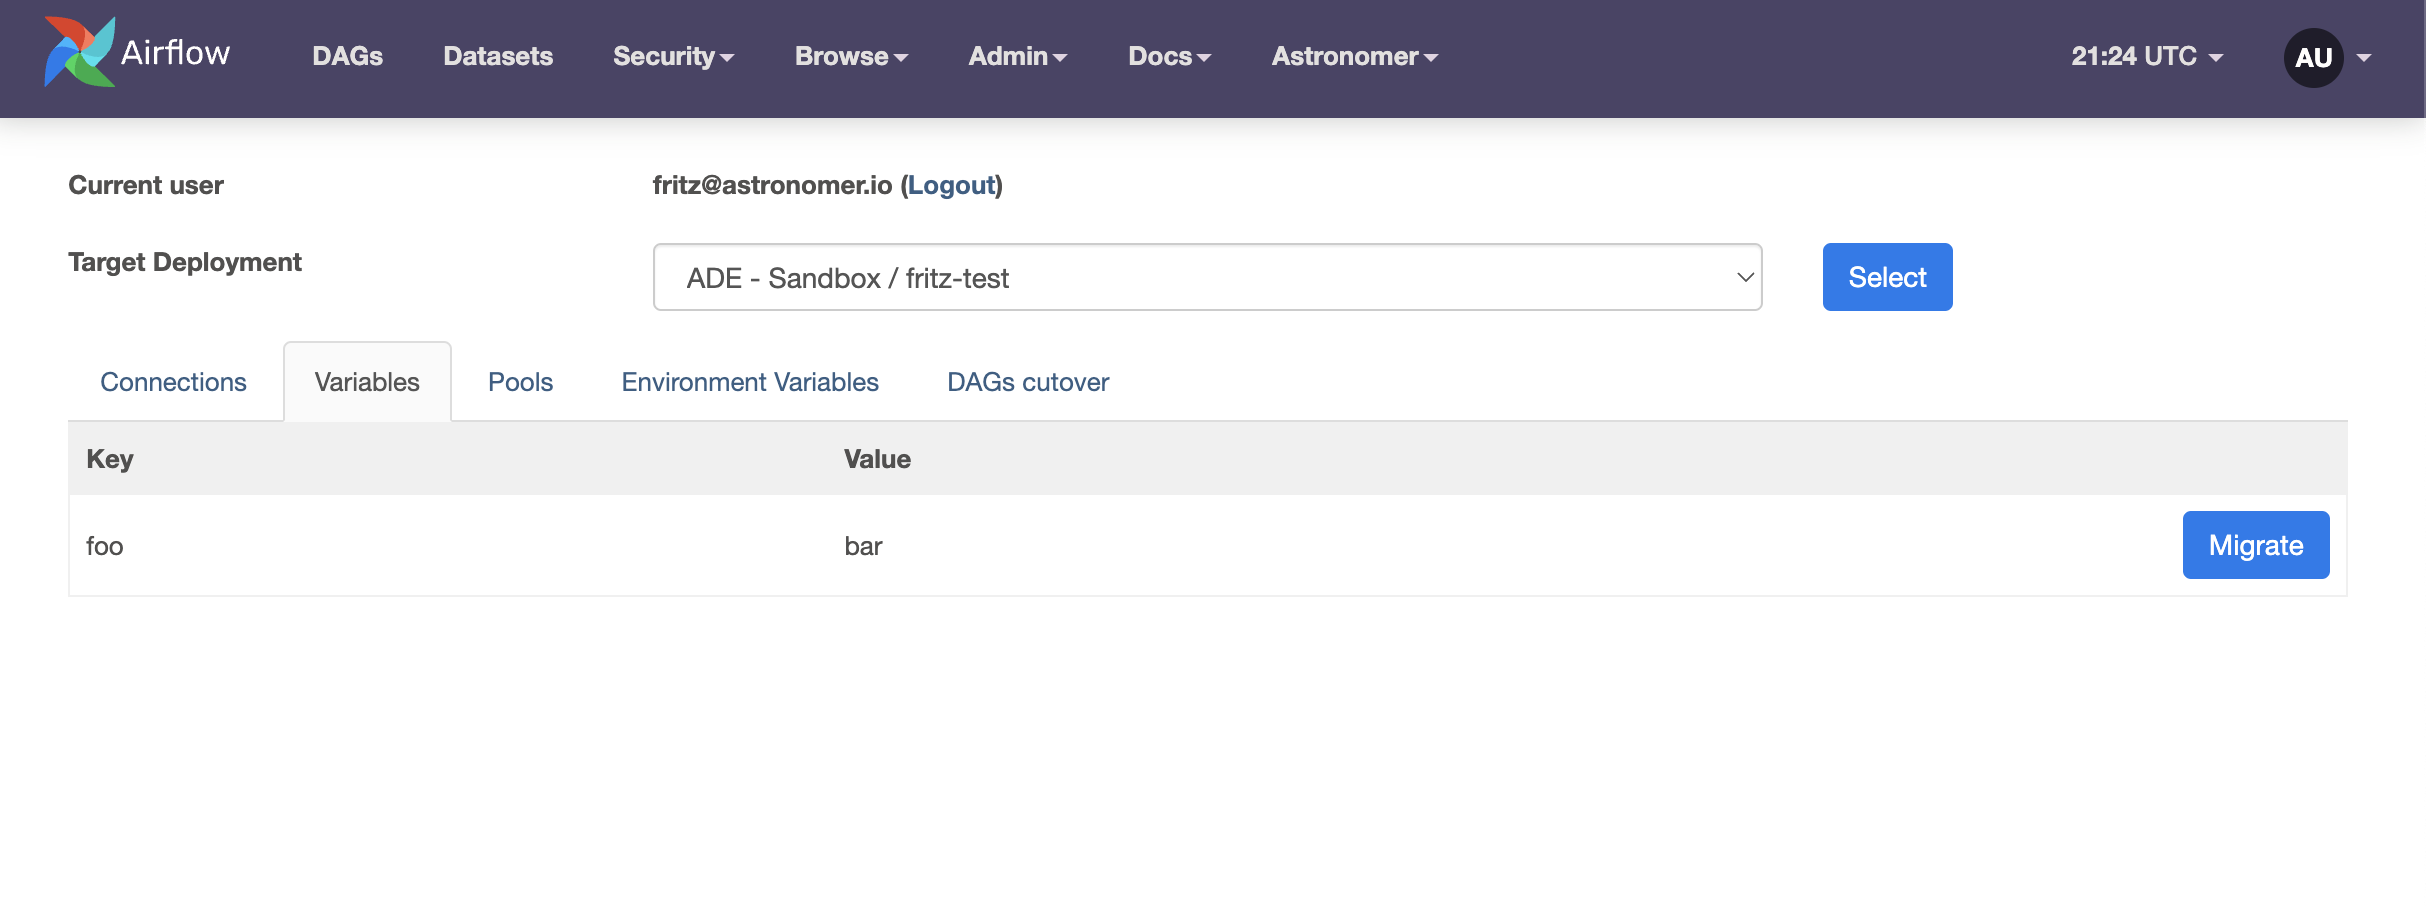 Airflow DAGs Datasets Security Browse Admin Docs Astronomer 21:24 UTC AU
Current user fritz@astronomer.io (Logout)
Target Deployment ADE - Sandbox / fritz-test Select
Connections Variables Pools Environment Variables DAGs cutover
Key Value
foo bar Migrate